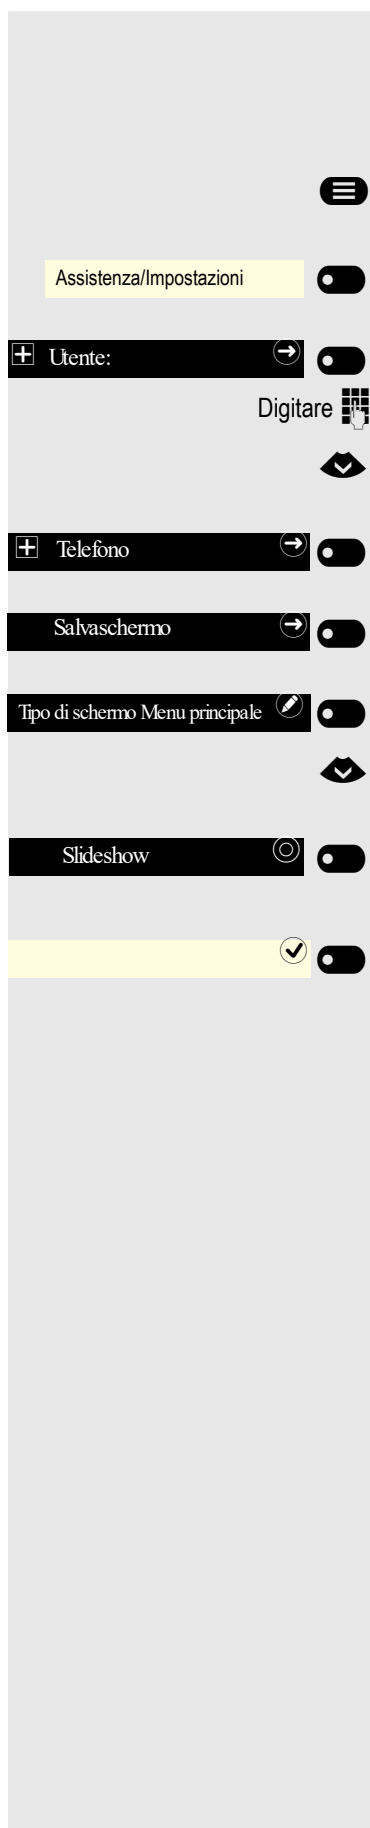 Assistenza/Impostazioni
Utente:
Digitare
Telefono
Salvaschermo
Tipo di schermo Menu principale
Slideshow